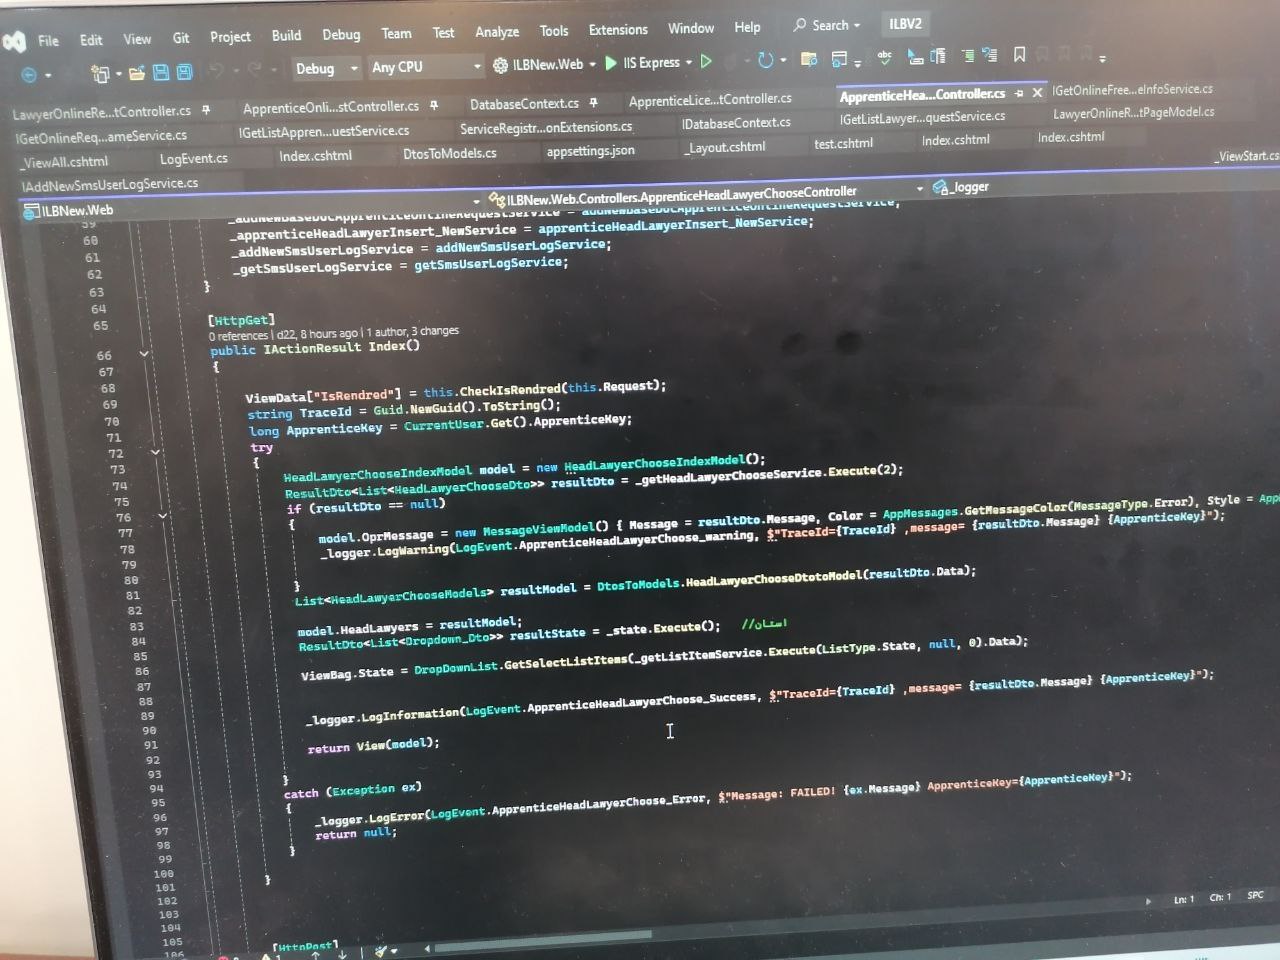 File Edit View Git Project Build Debug Team Test Analyze Tools Extensions Window Help Search ILBV2
Debug Any CPU ILBNew.Web IIS Express
LawyerOnlineRe...tController.cs ApprenticeOnli...stController.cs DatabaseContext.cs ApprenticeLice...tController.cs ApprenticeHea...Controller.cs IGetOnlineFree...eInfoService.cs
IGetOnlineReq...ameService.cs IGetListAppren...uestService.cs ServiceRegistr...onExtensions.cs IDatabaseContext.cs IGetListLawyer...questService.cs LawyerOnlineR...tPageModel.cs
_ViewAll.cshtml LogEvent.cs Index.cshtml DtosToModels.cs appsettings.json _Layout.cshtml test.cshtml Index.cshtml Index.cshtml
IAddNewSmsUserLogService.cs _ViewStart.cs
ILBNew.Web ILBNew.Web.Controllers.ApprenticeHeadLawyerChooseController _logger
59 _addNewBaseDocApprenticeOnlineRequestService = addNewBaseDocApprenticeOnlineRequestService;
60 _apprenticeHeadLawyerInsert_NewService = apprenticeHeadLawyerInsert_NewService;
61 _addNewSmsUserLogService = addNewSmsUserLogService;
62 _getSmsUserLogService = getSmsUserLogService;
63 }
64
65 [HttpGet]
0 references | d22, 8 hours ago | 1 author, 3 changes
66 public IActionResult Index()
67 {
68
69 ViewData["IsRendred"] = this.CheckIsRendred(this.Request);
70 string TraceId = Guid.NewGuid().ToString();
71 long ApprenticeKey = CurrentUser.Get().ApprenticeKey;
72 try
73 {
74 HeadLawyerChooseIndexModel model = new HeadLawyerChooseIndexModel();
75 ResultDto<List<HeadLawyerChooseDto>> resultDto = _getHeadLawyerChooseService.Execute(2);
76 if (resultDto == null)
77 {
78 model.OprMessage = new MessageViewModel() { Message = resultDto.Message, Color = AppMessages.GetMessageColor(MessageType.Error), Style = App
79 _logger.LogWarning(LogEvent.ApprenticeHeadLawyerChoose_warning, $"TraceId={TraceId} ,message= {resultDto.Message} {ApprenticeKey}");
80
81 }
82 List<HeadLawyerChooseModels> resultModel = DtosToModels.HeadLawyerChooseDtotoModel(resultDto.Data);
83
84 model.HeadLawyers = resultModel;
85 ResultDto<List<Dropdown_Dto>> resultState = _state.Execute(); //استان
86
87 ViewBag.State = DropDownList.GetSelectListItems(_getListItemService.Execute(ListType.State, null, 0).Data);
88
89
90 _logger.LogInformation(LogEvent.ApprenticeHeadLawyerChoose_Success, $"TraceId={TraceId} ,message= {resultDto.Message} {ApprenticeKey}");
91
92 return View(model);
93
94 }
95 catch (Exception ex)
96 {
97 _logger.LogError(LogEvent.ApprenticeHeadLawyerChoose_Error, $"Message: FAILED! {ex.Message} ApprenticeKey={ApprenticeKey}");
98 return null;
99 }
100
101 }
102
103
104
105 [HttpPost]
106
Ln: 1 Ch: 1 SPC